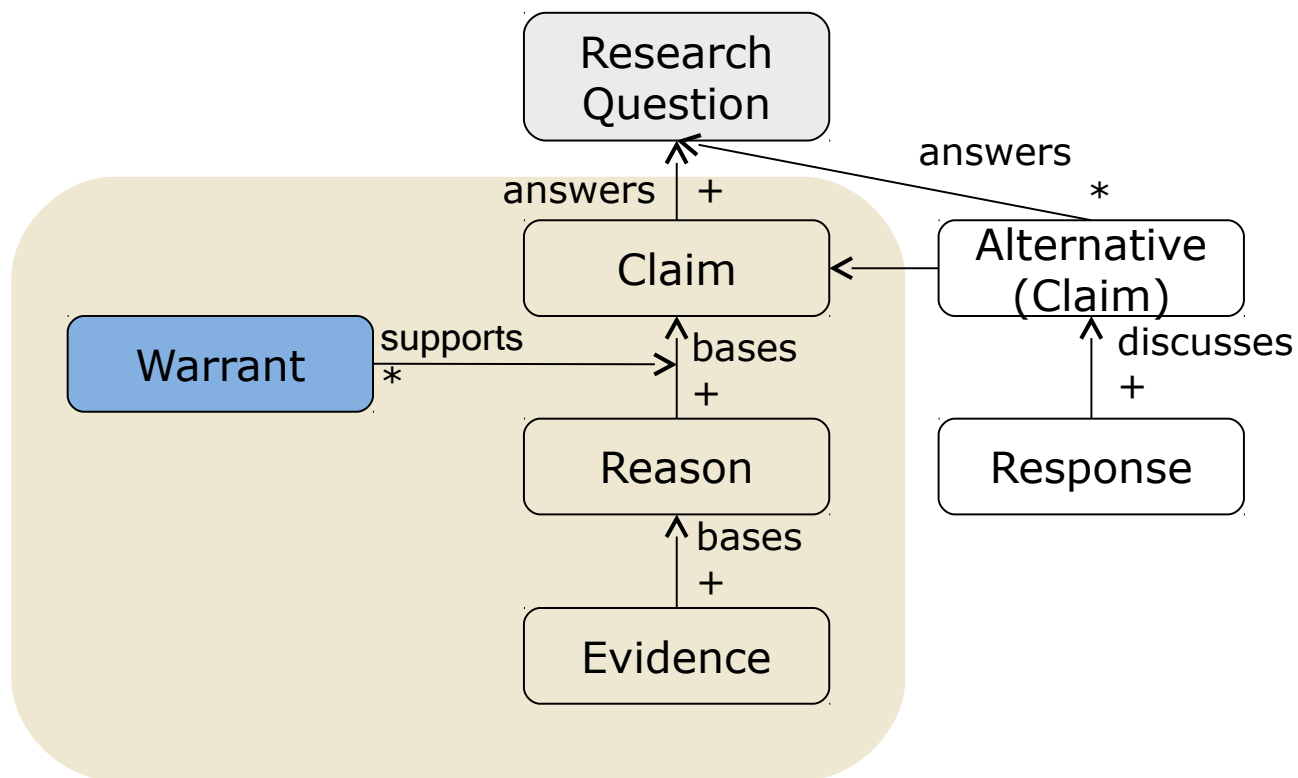 Research
Question
answers
*
answers
+
Claim
Alternative
(Claim)
supports
*
Warrant
bases
+
discusses
+
Reason
Response
bases
+
Evidence